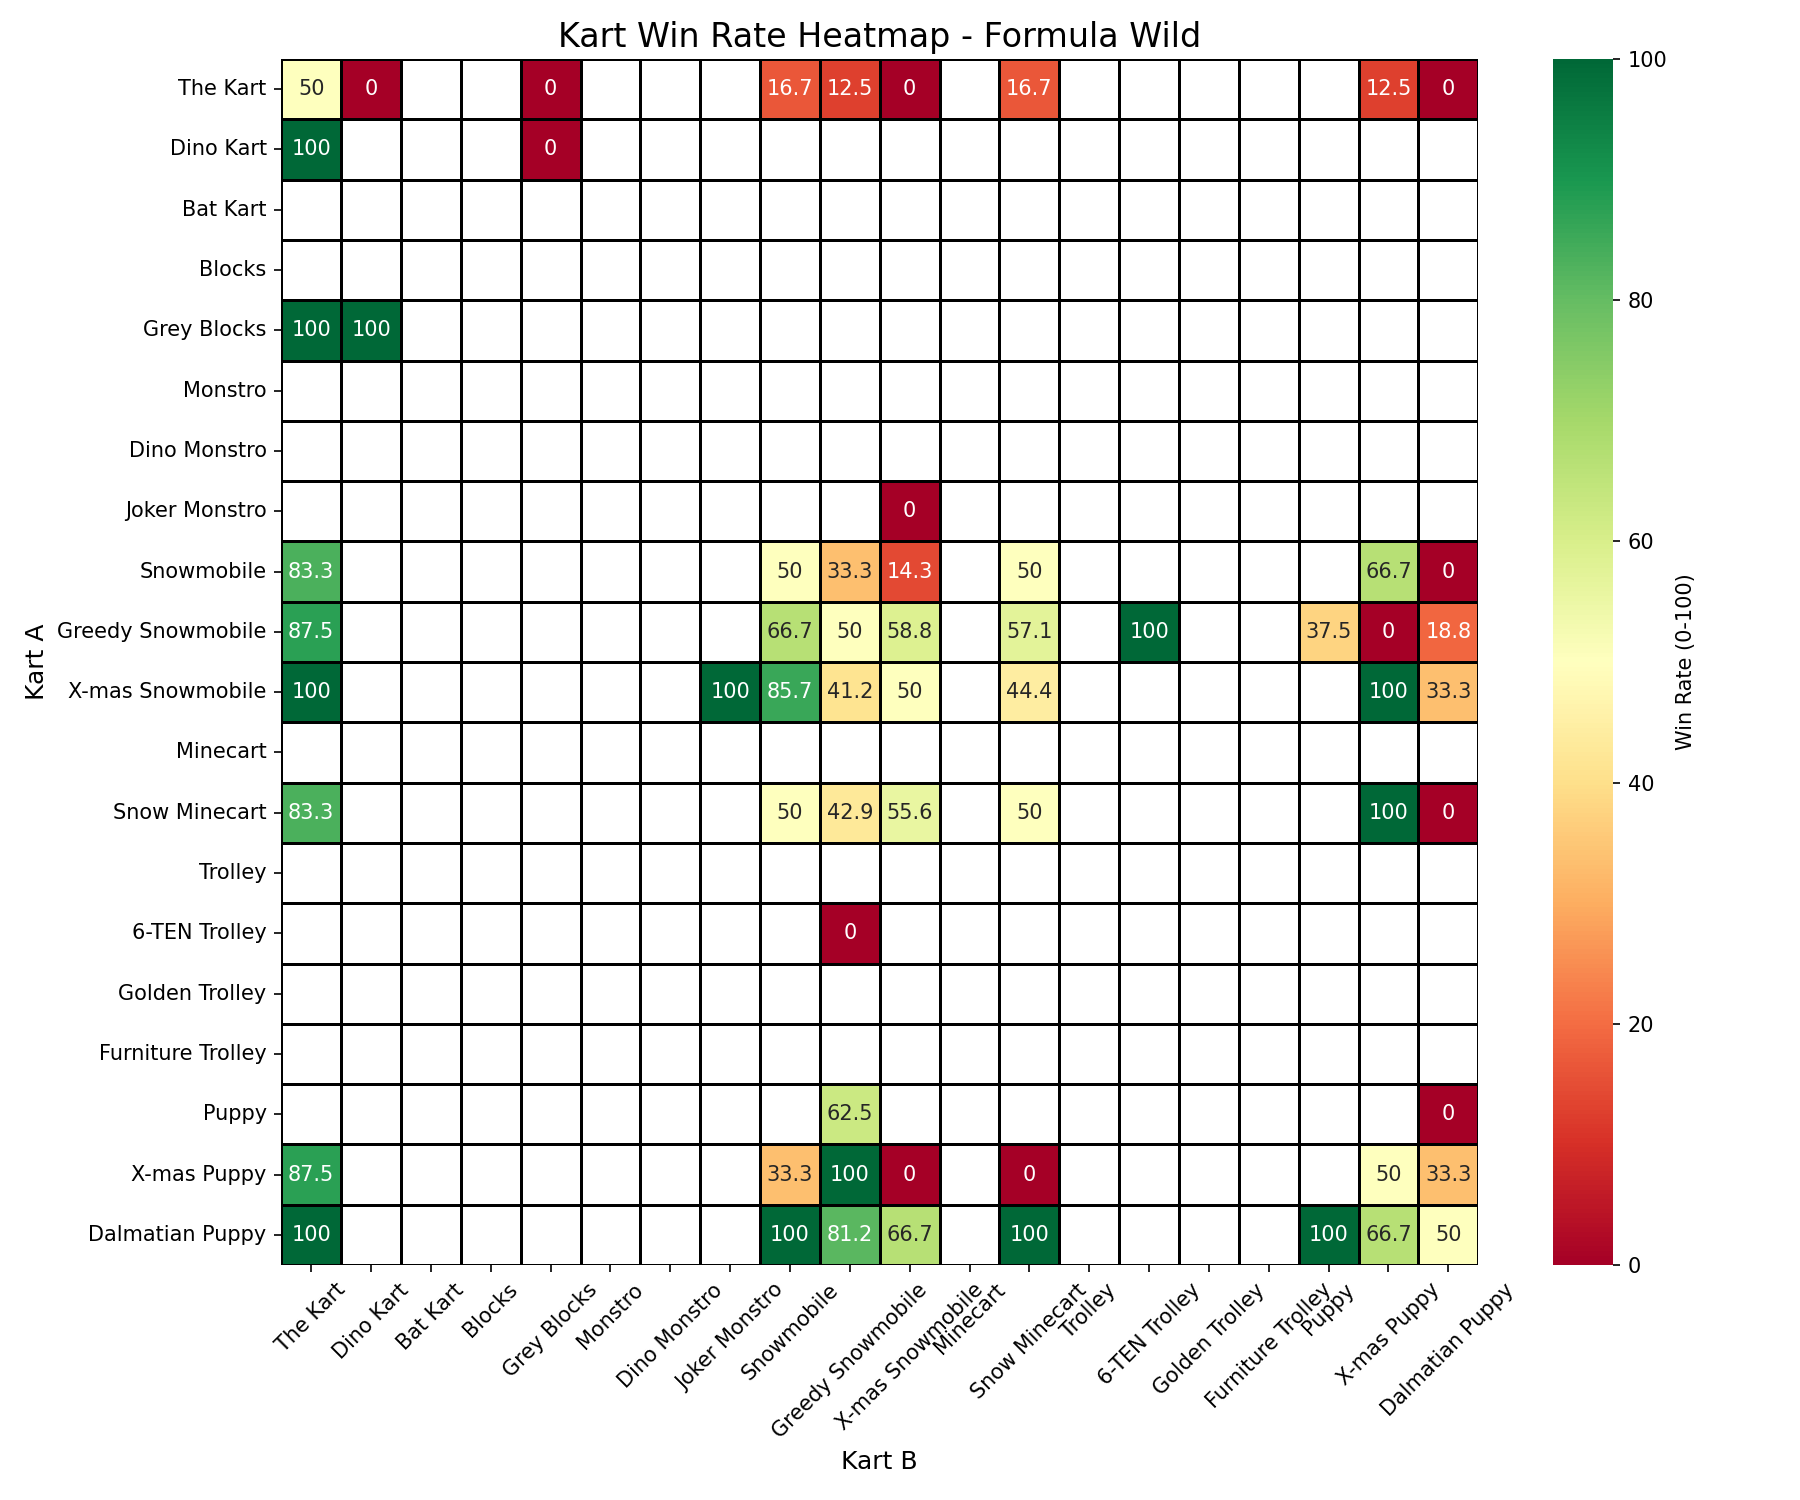 Kart Win Rate Heatmap - Formula Wild
The Kart 50 0 0 16.7 12.5 0 16.7 12.5 0
Dino Kart 100 0
Bat Kart
Blocks
Grey Blocks 100 100
Monstro
Dino Monstro
Joker Monstro 0
Snowmobile 83.3 50 33.3 14.3 50 66.7 0
Greedy Snowmobile 87.5 66.7 50 58.8 57.1 100 37.5 0 18.8
X-mas Snowmobile 100 100 85.7 41.2 50 44.4 100 33.3
Minecart
Snow Minecart 83.3 50 42.9 55.6 50 100 0
Trolley
6-TEN Trolley 0
Golden Trolley
Furniture Trolley
Puppy 62.5 0
X-mas Puppy 87.5 33.3 100 0 0 50 33.3
Dalmatian Puppy 100 100 81.2 66.7 100 100 66.7 50
Kart A
The Kart
Dino Kart
Bat Kart
Blocks
Grey Blocks
Monstro
Dino Monstro
Joker Monstro
Snowmobile
Greedy Snowmobile
X-mas Snowmobile
Minecart
Snow Minecart
Trolley
6-TEN Trolley
Golden Trolley
Furniture Trolley
Puppy
X-mas Puppy
Dalmatian Puppy
Kart B
100
80
60
40
20
0
Win Rate (0-100)